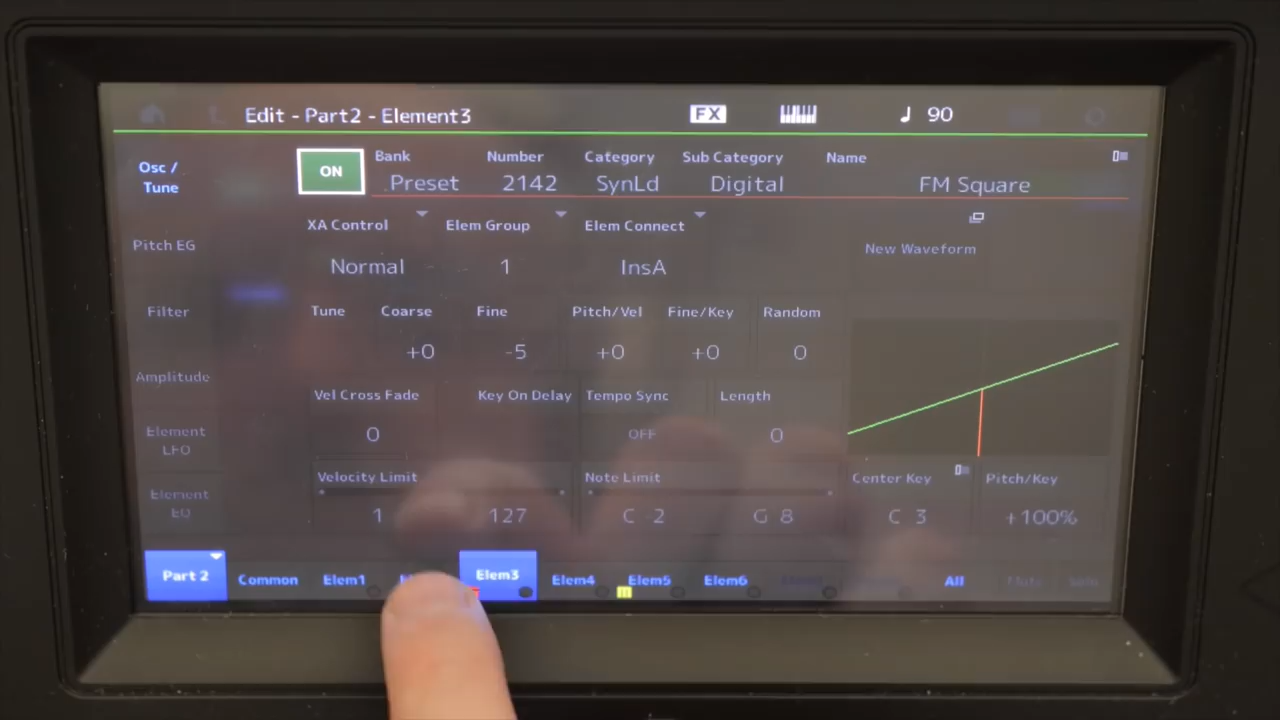 Edit - Part2 - Element3 FX ♩ 90
Osc / Tune
ON
Bank Number Category Sub Category Name
Preset 2142 SynLd Digital FM Square
Pitch EG
XA Control Elem Group Elem Connect
Normal 1 InsA
New Waveform
Filter
Tune Coarse Fine Pitch/Vel Fine/Key Random
+0 -5 +0 +0 0
Amplitude
Vel Cross Fade Key On Delay Tempo Sync Length
0 OFF 0
Element LFO
Velocity Limit Note Limit Center Key Pitch/Key
1 127 C -2 G 8 C 3 +100%
Element EQ
Part 2 Common Elem1 Elem3 Elem4 Elem5 Elem6 All Mute Solo
m